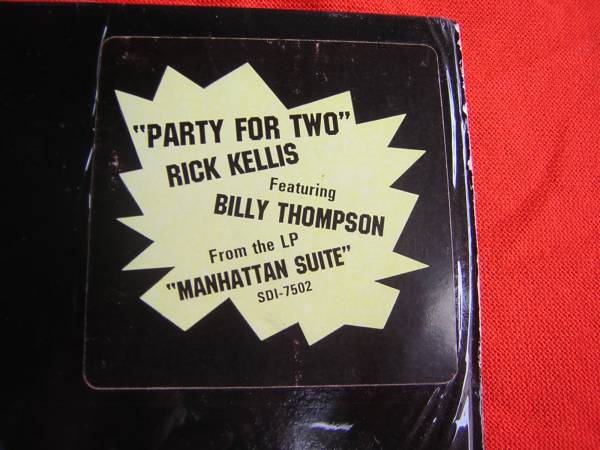 "PARTY FOR TWO"
RICK KELLIS
Featuring
BILLY THOMPSON
From the LP
"MANHATTAN SUITE"
SDI-7502